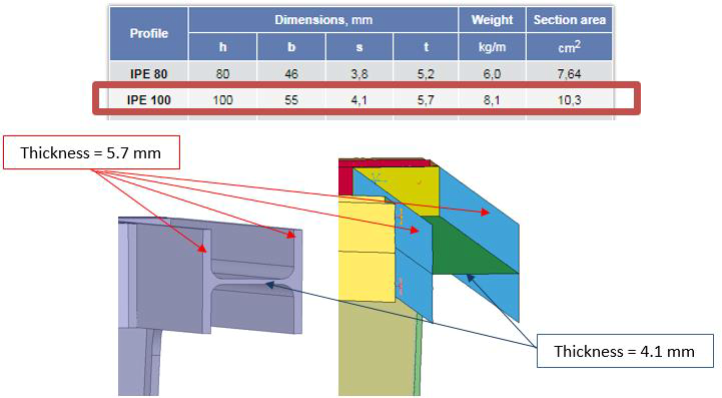 Profile Dimensions, mm Weight Section area
h b s t kg/m cm²
IPE 80 80 46 3,8 5,2 6,0 7,64
IPE 100 100 55 4,1 5,7 8,1 10,3
Thickness = 5.7 mm
Thickness = 4.1 mm